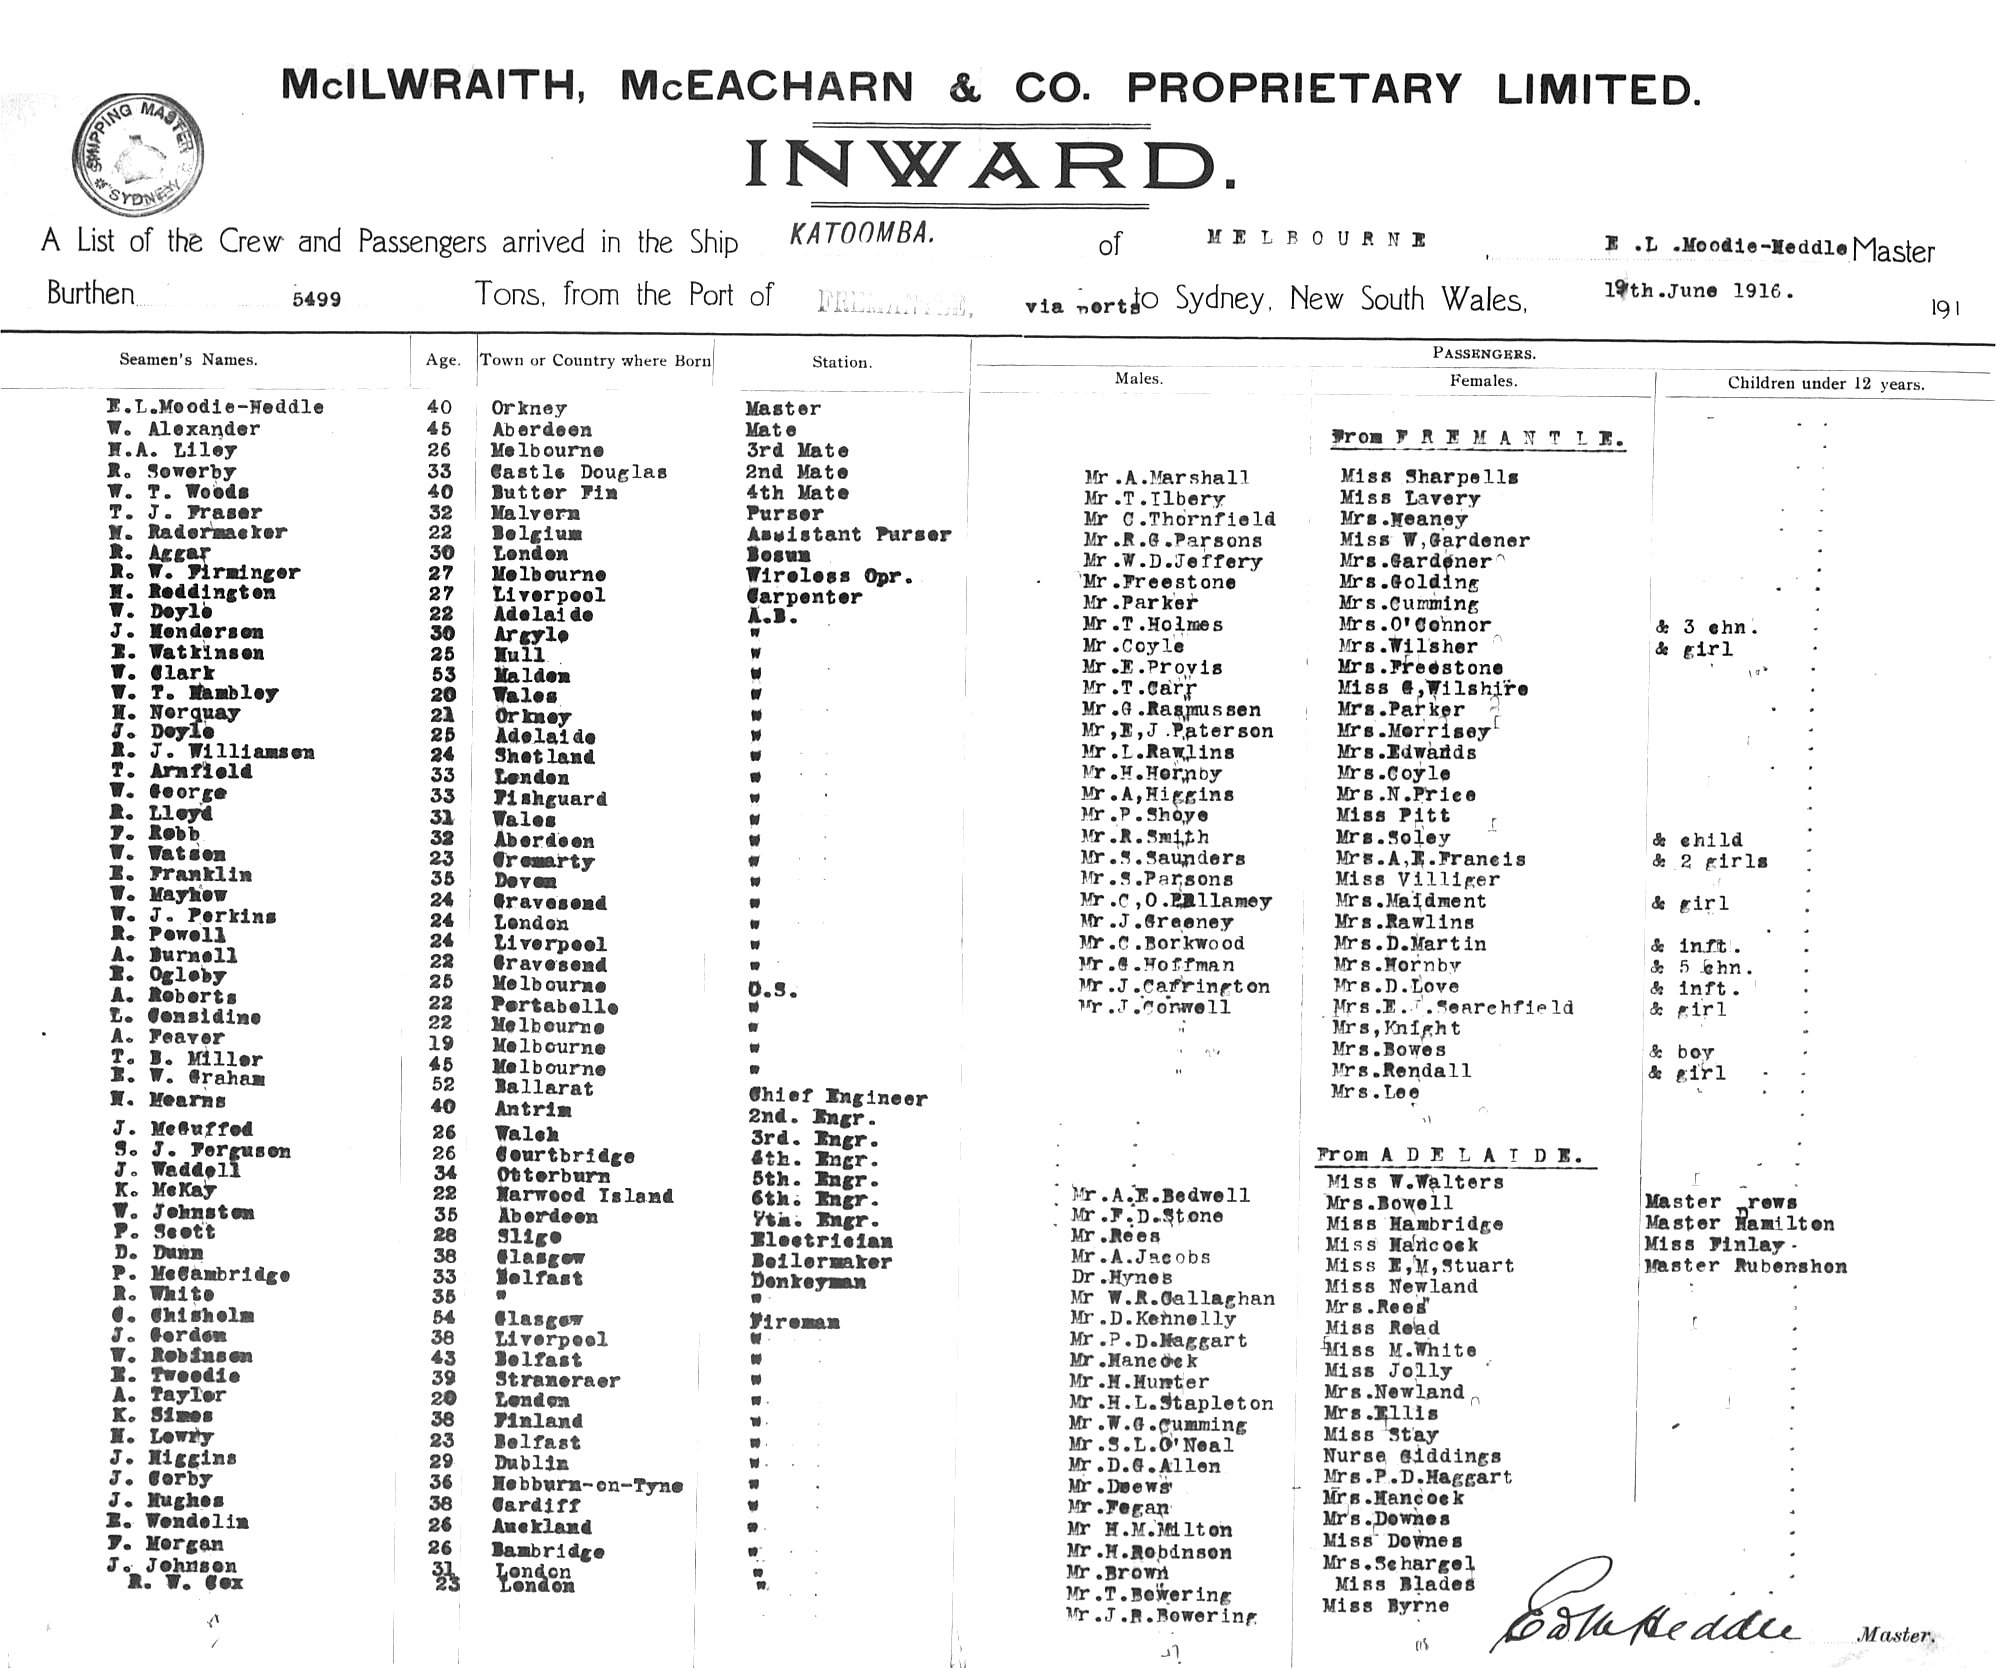 McILWRAITH, McEACHARN & CO. PROPRIETARY LIMITED.
SHIPPING MASTER SYDNEY
INWARD.
A List of the Crew and Passengers arrived in the Ship KATOOMBA. of MELBOURNE E .L .Moodie-Heddle Master
Burthen 5499 Tons, from the Port of FREMANTLE, via ports to Sydney, New South Wales, 19th.June 1916. 191
Seamen's Names. Age. Town or Country where Born Station.
E.L.Moodie-Heddle 40 Orkney Master
W. Alexander 45 Aberdeen Mate
H.A. Liley 26 Melbourne 3rd Mate
R. Sowerby 33 Castle Douglas 2nd Mate
W. T. Woods 40 Butter Fin 4th Mate
T. J. Fraser 32 Malvern Purser
H. Radermacker 22 Belgium Assistant Purser
R. Aggar 30 London Bosun
R. W. Firminger 27 Melbourne Wireless Opr.
H. Reddington 27 Liverpool Carpenter
W. Doyle 22 Adelaide A.B.
J. Henderson 30 Argyle "
E. Watkinson 25 Hull "
W. Clark 53 Maldon "
W. T. Hambley 20 Wales "
H. Norquay 21 Orkney "
J. Doyle 25 Adelaide "
R. J. Williamson 24 Shetland "
T. Arnfield 33 London "
W. George 33 Fishguard "
R. Lloyd 31 Wales "
F. Robb 32 Aberdeen "
W. Watson 23 Cromarty "
E. Franklin 35 Devon "
W. Mayhew 24 Gravesend "
W. J. Perkins 24 London "
R. Powell 24 Liverpool "
A. Burnell 22 Gravesend "
E. Ogleby 25 Melbourne O.S.
A. Roberts 22 Portabello "
L. Considine 22 Melbourne "
A. Feaver 19 Melbourne "
T. B. Miller 45 Melbourne "
E. W. Graham 52 Ballarat Chief Engineer
H. Mearns 40 Antrim 2nd. Engr.
J. McGuffod 26 Walch 3rd. Engr.
S. J. Ferguson 26 Courtbridge 4th. Engr.
J. Waddell 34 Otterburn 5th. Engr.
K. McKay 22 Harwood Island 6th. Engr.
W. Johnston 35 Aberdeen 7th. Engr.
P. Scott 28 Sligo Electrician
D. Dunn 38 Glasgow Boilermaker
P. McCambridge 33 Belfast Donkeyman
R. White 35 " "
C. Chisholm 54 Glasgow Fireman
J. Gordon 38 Liverpool "
W. Robinson 43 Belfast "
E. Tweedie 39 Stranraer "
A. Taylor 20 London "
K. Simos 38 Finland "
H. Lowry 23 Belfast "
J. Higgins 29 Dublin "
J. Corby 36 Hebburn-on-Tyne "
J. Hughes 38 Cardiff "
E. Wendelin 26 Auckland "
F. Morgan 26 Bambridge "
J. Johnson 31 London "
R. W. Cox 23 London "
PASSENGERS.
Males. Females. Children under 12 years.
From FREMANTLE.
Mr.A.Marshall Miss Sharpells
Mr.T.Ilbery Miss Lavery
Mr C.Thornfield Mrs.Heaney
Mr.R.G.Parsons Miss W,Gardener
Mr.W.D.Jeffery Mrs.Gardener
Mr.Freestone Mrs.Golding
Mr.Parker Mrs.Cumming
Mr.T.Holmes Mrs.O'Connor & 3 chn.
Mr.Coyle Mrs.Wilsher & girl
Mr.E.Provis Mrs.Freestone
Mr.T.Carr Miss G,Wilshire
Mr.G.Rasmussen Mrs.Parker
Mr,E,J.Paterson Mrs.Morrisey
Mr.L.Rawlins Mrs.Edwards
Mr.H.Hornby Mrs.Coyle
Mr.A,Higgins Mrs.N.Price
Mr.P.Shoye Miss Pitt
Mr.R.Smith Mrs.Soley & child
Mr.S.Saunders Mrs.A,E.Francis & 2 girls
Mr.S.Parsons Miss Villiger
Mr.C,O. Mrs.Maidment & girl
Mr.J.Greeney Mrs.Rawlins
Mr.C.Borkwood Mrs.D.Martin & inft.
Mr.G.Hoffman Mrs.Hornby & 5 chn.
Mr.J.Carrington Mrs.D.Love & inft.
Mr.J.Conwell Mrs.E. .Searchfield & girl
Mrs,Knight
Mrs.Bowes & boy
Mrs.Rendall & girl
Mrs.Lee
From ADELAIDE.
Miss W.Walters
Mr.A.E.Bedwell Mrs.Bowell Master Drews
Mr.F.D.Stone Miss Hambridge Master Hamilton
Mr.Rees Miss Hancock Miss Finlay
Mr.A.Jacobs Miss E,M,Stuart Master Rubenshon
Dr.Hynes Miss Newland
Mr W.R.Callaghan Mrs.Rees
Mr.D.Kennelly Miss Read
Mr.P.D.Haggart Miss M.White
Mr.Hancock Miss Jolly
Mr.H.Hunter Mrs.Newland
Mr.H.L.Stapleton Mrs.Ellis
Mr.W.G.Cumming Miss Stay
Mr.S.L.O'Neal Nurse Giddings
Mr.D.G.Allen Mrs.P.D.Haggart
Mr.Drews Mrs.Hancock
Mr.Fegan Mrs.Downes
Mr H.M.Milton Miss Downes
Mr.H.Robinson Mrs.Schargel
Mr.Brown Miss Blades
Mr.T.Bowering Miss Byrne
Mr.J.R.Bowering
Master.